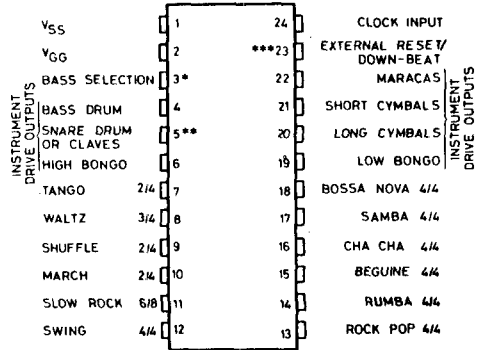 INSTRUMENT
DRIVE OUTPUTS
VSS 1
VGG 2
BASS SELECTION 3*
BASS DRUM 4
SNARE DRUM
OR CLAVES 5**
HIGH BONGO 6
TANGO 2/4 7
WALTZ 3/4 8
SHUFFLE 2/4 9
MARCH 2/4 10
SLOW ROCK 6/8 11
SWING 4/4 12
24 CLOCK INPUT
***23 EXTERNAL RESET/
DOWN-BEAT
22 MARACAS
21 SHORT CYMBALS
20 LONG CYMBALS
19 LOW BONGO
18 BOSSA NOVA 4/4
17 SAMBA 4/4
16 CHA CHA 4/4
15 BEGUINE 4/4
14 RUMBA 4/4
13 ROCK POP 4/4
INSTRUMENT
DRIVE OUTPUTS